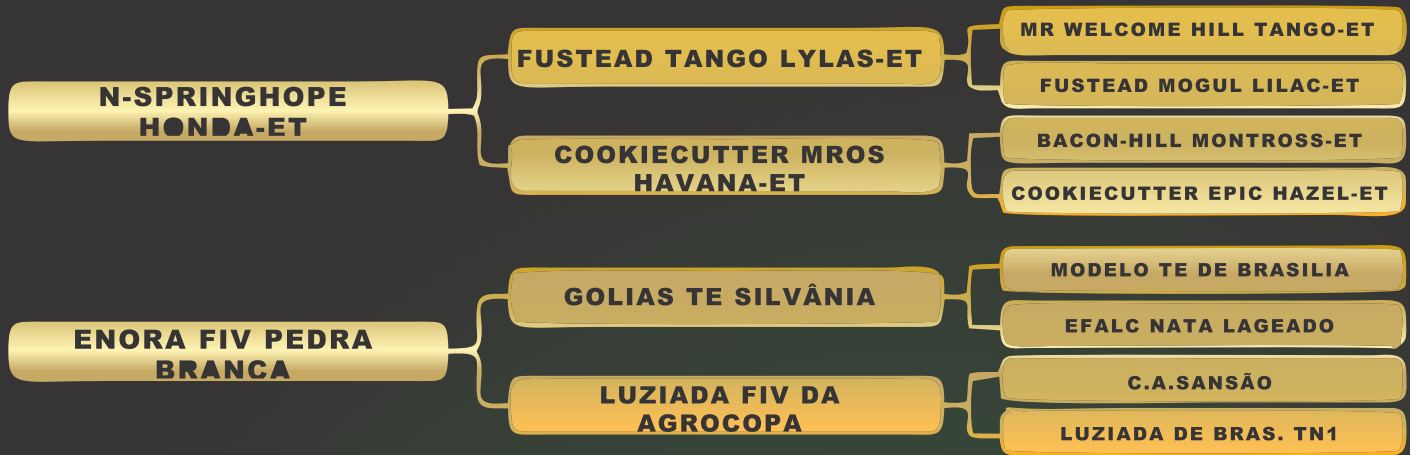 N-SPRINGHOPE
HONDA-ET
FUSTEAD TANGO LYLAS-ET
COOKIECUTTER MROS
HAVANA-ET
MR WELCOME HILL TANGO-ET
FUSTEAD MOGUL LILAC-ET
BACON-HILL MONTROSS-ET
COOKIECUTTER EPIC HAZEL-ET
ENORA FIV PEDRA
BRANCA
GOLIAS TE SILVÂNIA
LUZIADA FIV DA
AGROCOPA
MODELO TE DE BRASILIA
EFALC NATA LAGEADO
C.A.SANSÃO
LUZIADA DE BRAS. TN1